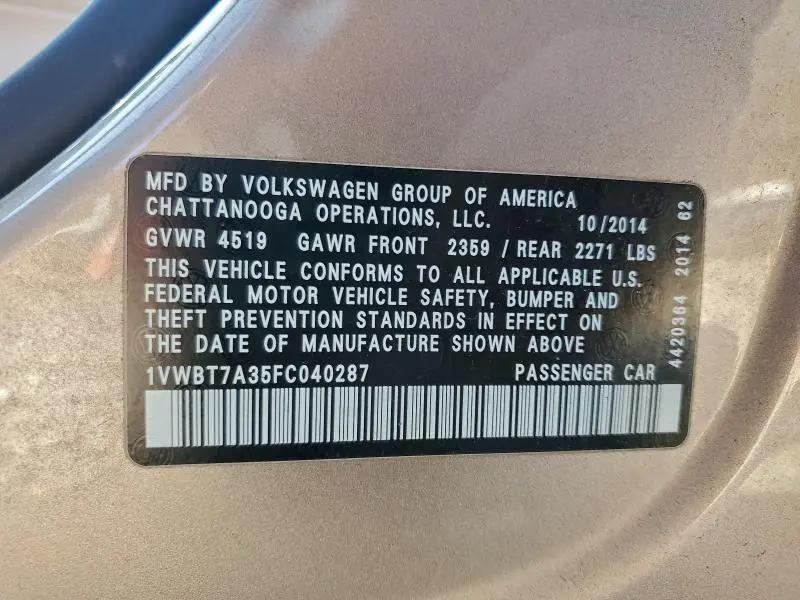 MFD BY VOLKSWAGEN GROUP OF AMERICA
CHATTANOOGA OPERATIONS, LLC. 10/2014
GVWR 4519 GAWR FRONT 2359 / REAR 2271 LBS
THIS VEHICLE CONFORMS TO ALL APPLICABLE U.S.
FEDERAL MOTOR VEHICLE SAFETY, BUMPER AND
THEFT PREVENTION STANDARDS IN EFFECT ON
THE DATE OF MANUFACTURE SHOWN ABOVE
1VWBT7A35FC040287 PASSENGER CAR
4420364 2014 62